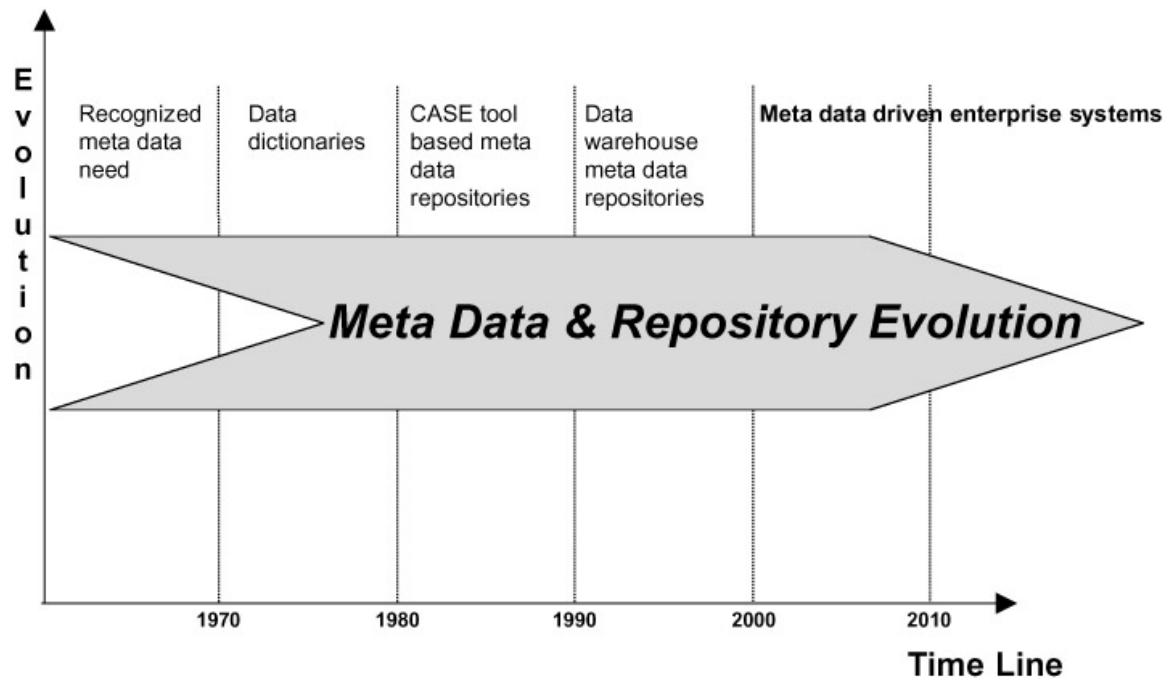 Evolution
Recognized
meta data
need
Data
dictionaries
CASE tool
based meta
data
repositories
Data
warehouse
meta data
repositories
Meta data driven enterprise systems
Meta Data & Repository Evolution
1970
1980
1990
2000
2010
Time Line